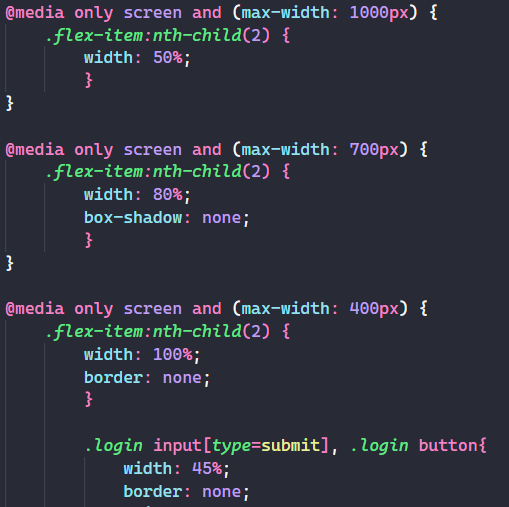 @media only screen and (max-width: 1000px) {
.flex-item:nth-child(2) {
width: 50%;
}
}
@media only screen and (max-width: 700px) {
.flex-item:nth-child(2) {
width: 80%;
box-shadow: none;
}
}
@media only screen and (max-width: 400px) {
.flex-item:nth-child(2) {
width: 100%;
border: none;
}
.login input[type=submit], .login button{
width: 45%;
border: none;